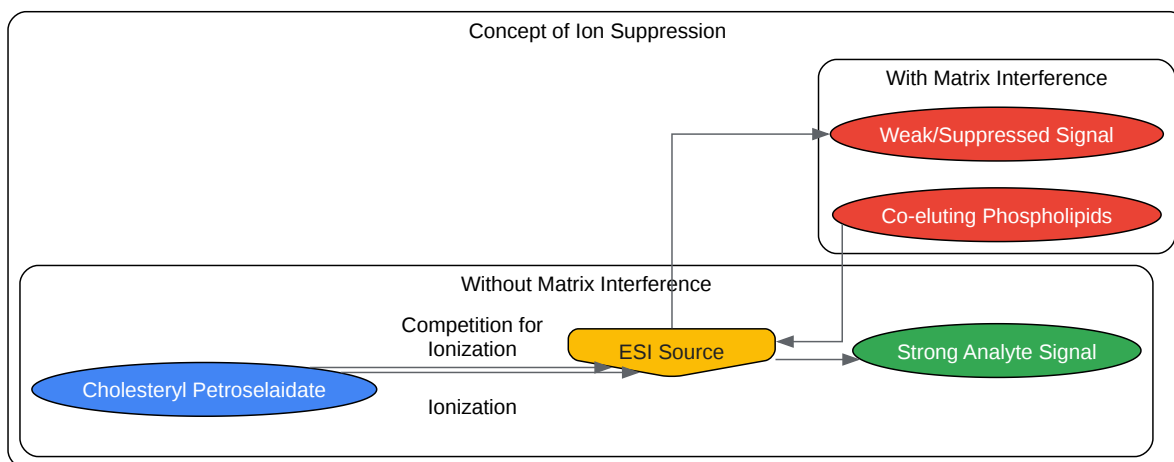 Concept of Ion Suppression
With Matrix Interference
Weak/Suppressed Signal
Co-eluting Phospholipids
Without Matrix Interference
Competition for
Ionization
ESI Source
Strong Analyte Signal
Cholesteryl Petroselaidate
Ionization